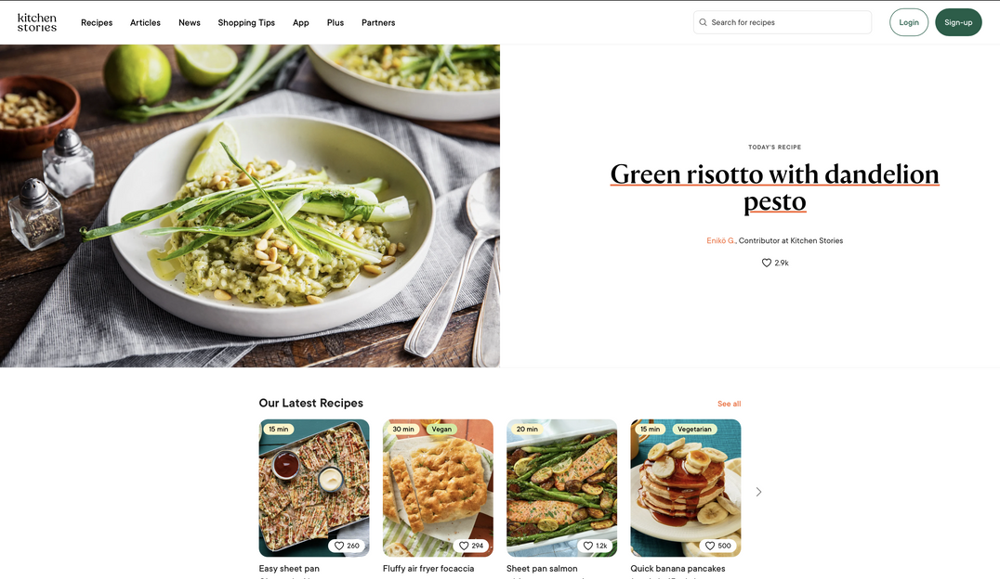 kitchen
stories
Recipes Articles News Shopping Tips App Plus Partners
Search for recipes
Login
Sign-up
TODAY'S RECIPE
Green risotto with dandelion
pesto
Enikö G., Contributor at Kitchen Stories
2.9k
Our Latest Recipes
See all
15 min
30 min Vegan
20 min
15 min Vegetarian
260
294
1.2k
500
Easy sheet pan
Fluffy air fryer focaccia
Sheet pan salmon
Quick banana pancakes